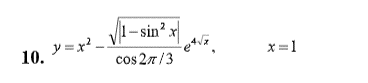 10. y = x² − √|1 − sin² x| / cos 2π/3 e^(4√x), x = 1